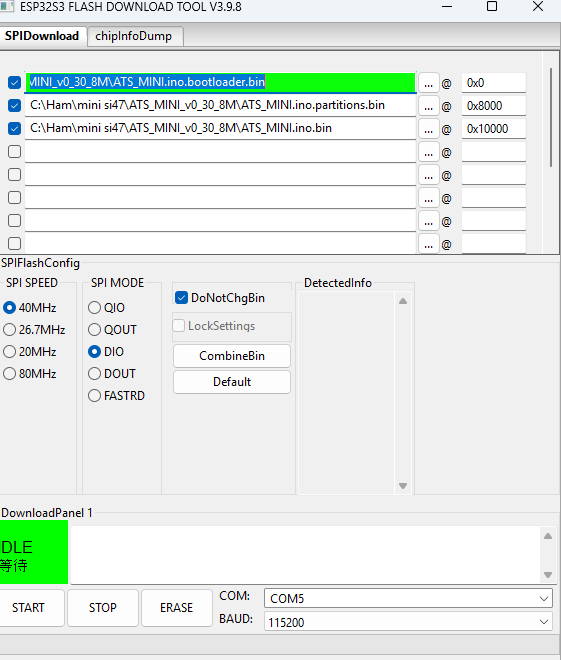 ESP32S3 FLASH DOWNLOAD TOOL V3.9.8
SPIDownload chipInfoDump
MINI_v0_30_8M\ATS_MINI.ino.bootloader.bin ... @ 0x0
C:\Ham\mini si47\ATS_MINI_v0_30_8M\ATS_MINI.ino.partitions.bin ... @ 0x8000
C:\Ham\mini si47\ATS_MINI_v0_30_8M\ATS_MINI.ino.bin ... @ 0x10000
... @
... @
... @
... @
... @
SPIFlashConfig
SPI SPEED
40MHz
26.7MHz
20MHz
80MHz
SPI MODE
QIO
QOUT
DIO
DOUT
FASTRD
DoNotChgBin
LockSettings
CombineBin
Default
DetectedInfo
DownloadPanel 1
IDLE
等待
START STOP ERASE
COM: COM5
BAUD: 115200